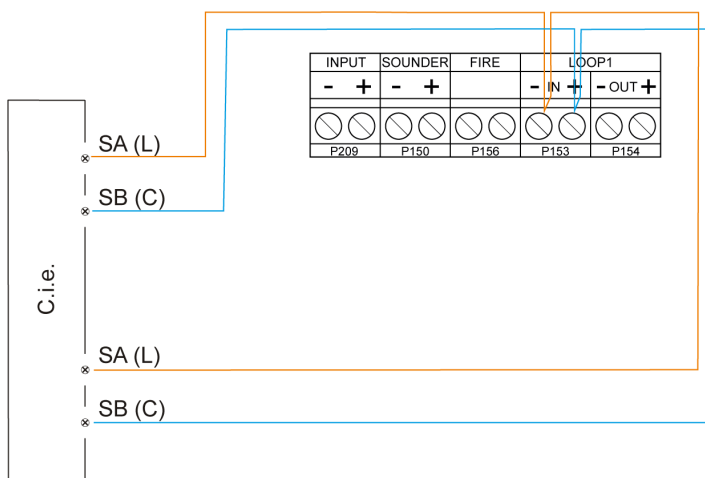 INPUT SOUNDER FIRE LOOP1
- + - + - IN + - OUT +
P209 P150 P156 P153 P154
SA (L)
SB (C)
C.i.e.
SA (L)
SB (C)